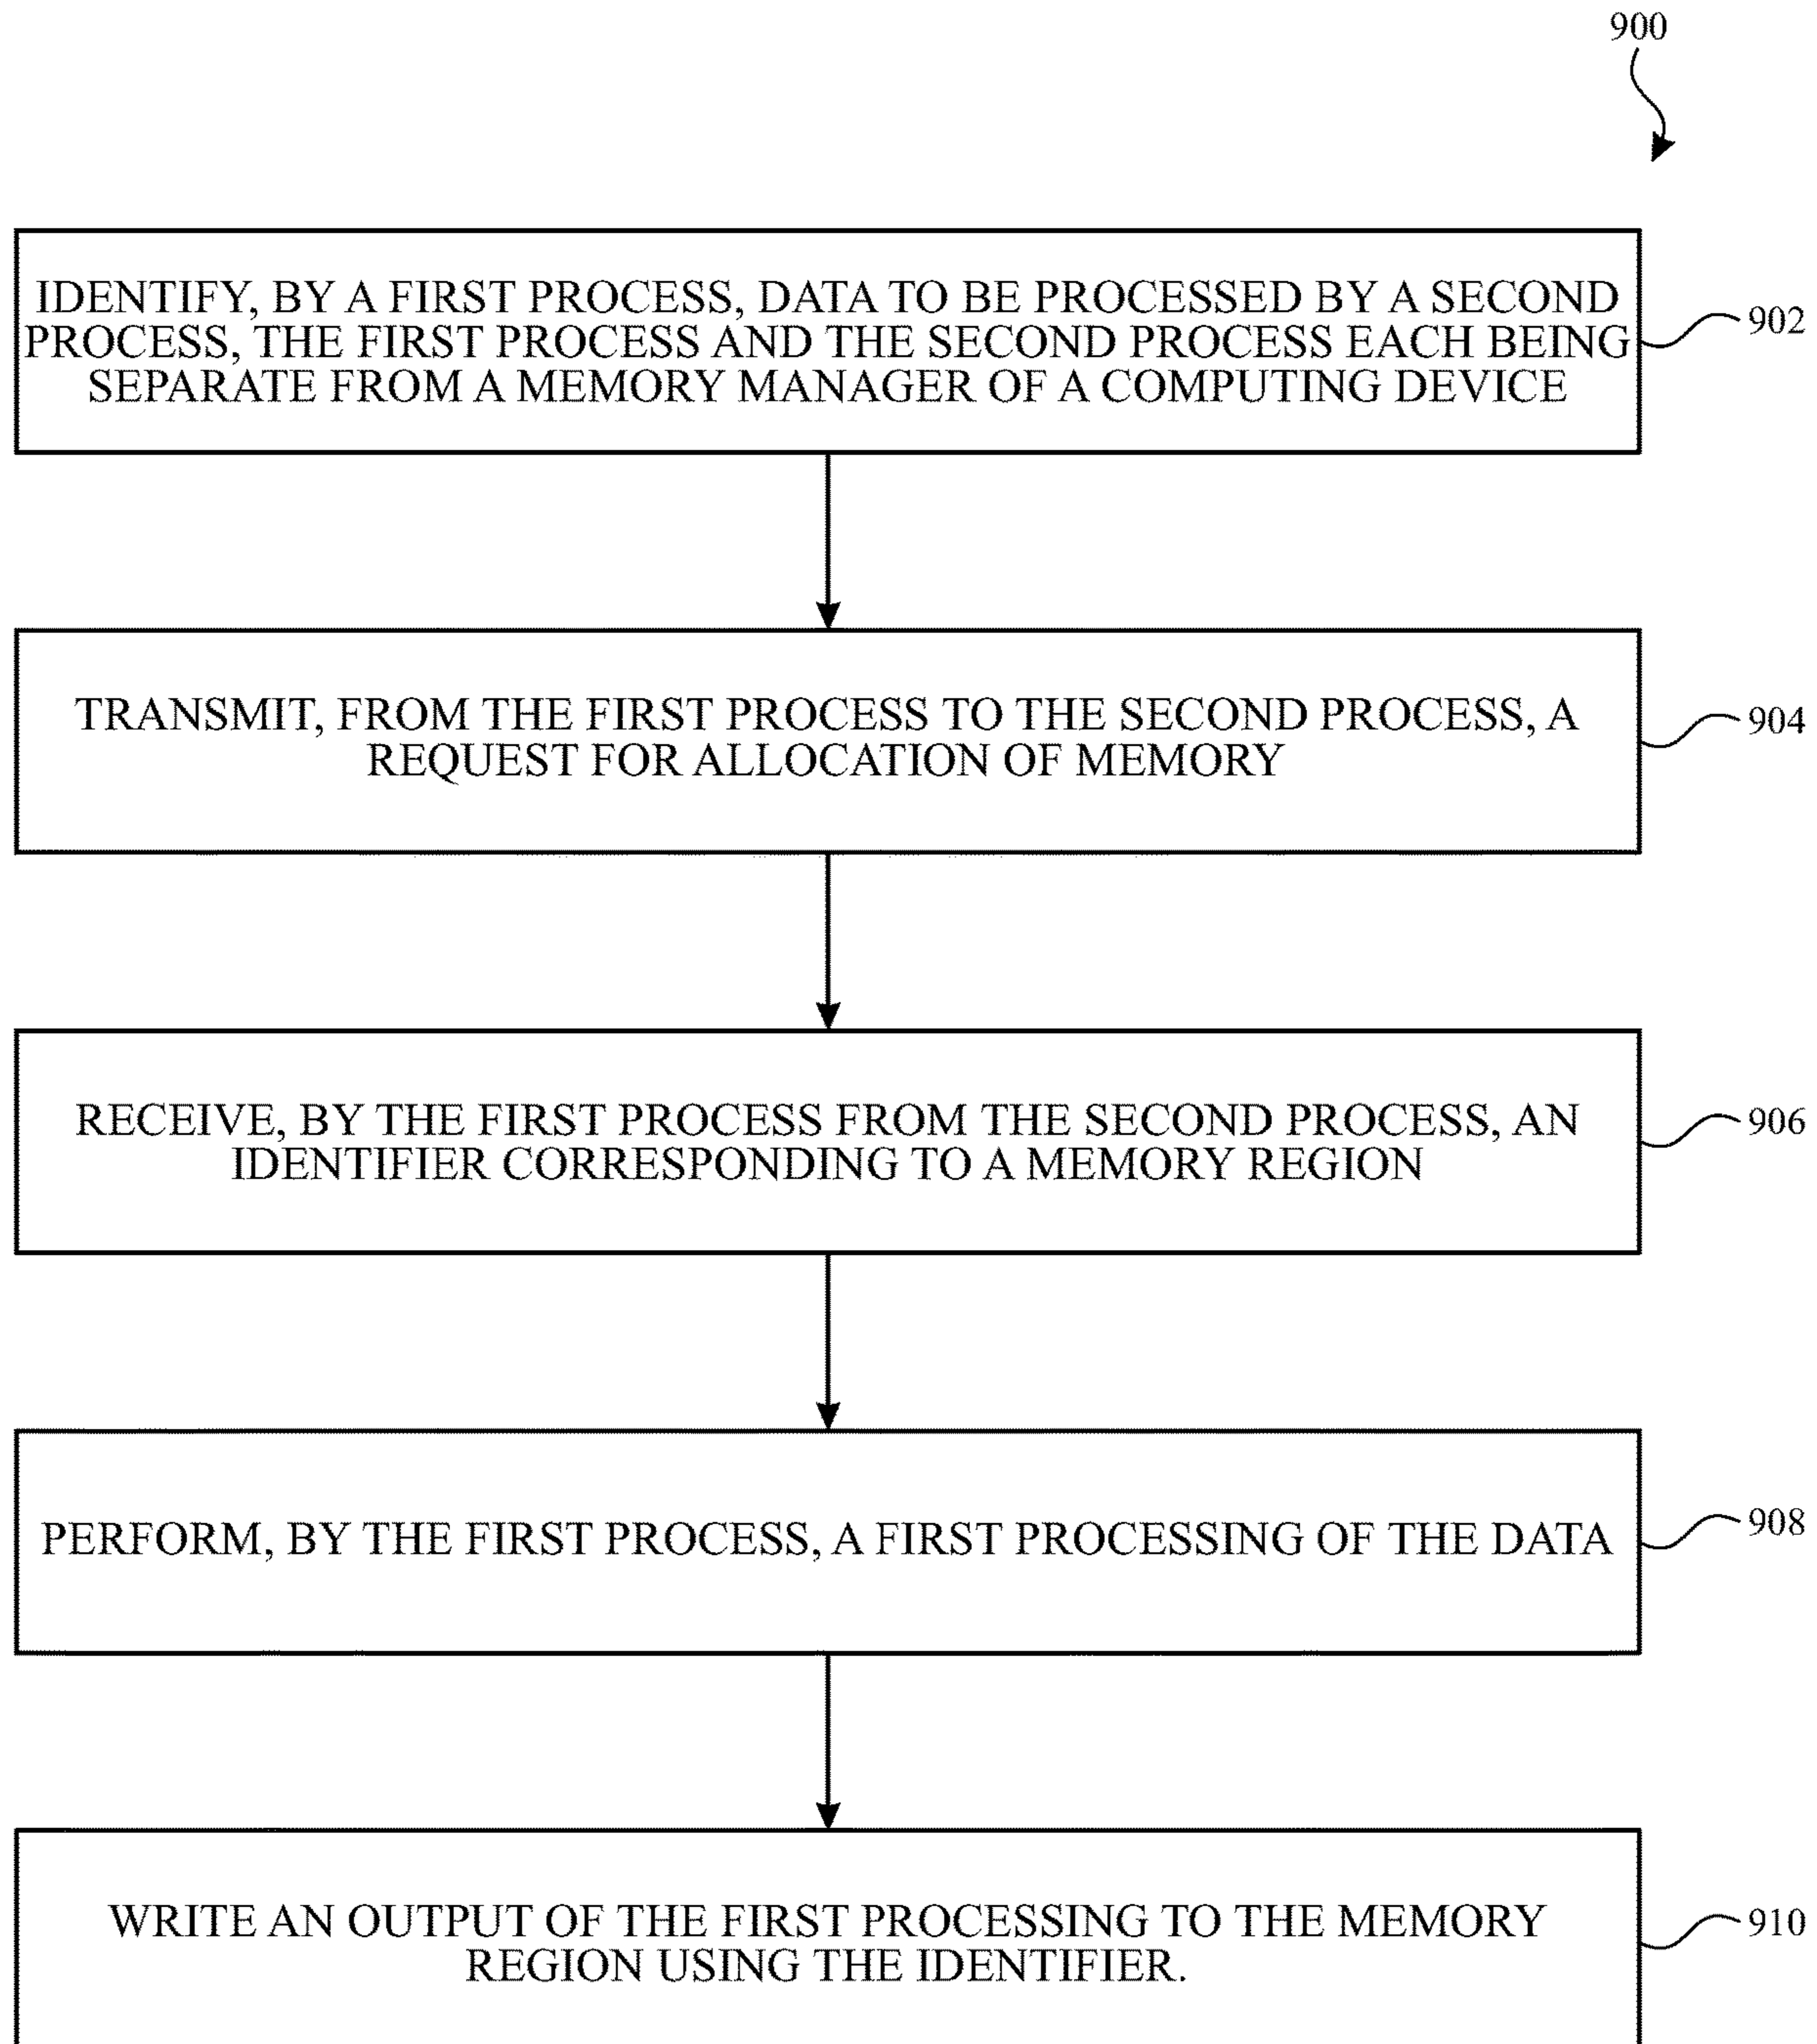 900
IDENTIFY, BY A FIRST PROCESS, DATA TO BE PROCESSED BY A SECOND
PROCESS, THE FIRST PROCESS AND THE SECOND PROCESS EACH BEING
SEPARATE FROM A MEMORY MANAGER OF A COMPUTING DEVICE
902
TRANSMIT, FROM THE FIRST PROCESS TO THE SECOND PROCESS, A
REQUEST FOR ALLOCATION OF MEMORY
904
RECEIVE, BY THE FIRST PROCESS FROM THE SECOND PROCESS, AN
IDENTIFIER CORRESPONDING TO A MEMORY REGION
906
PERFORM, BY THE FIRST PROCESS, A FIRST PROCESSING OF THE DATA
908
WRITE AN OUTPUT OF THE FIRST PROCESSING TO THE MEMORY
REGION USING THE IDENTIFIER.
910